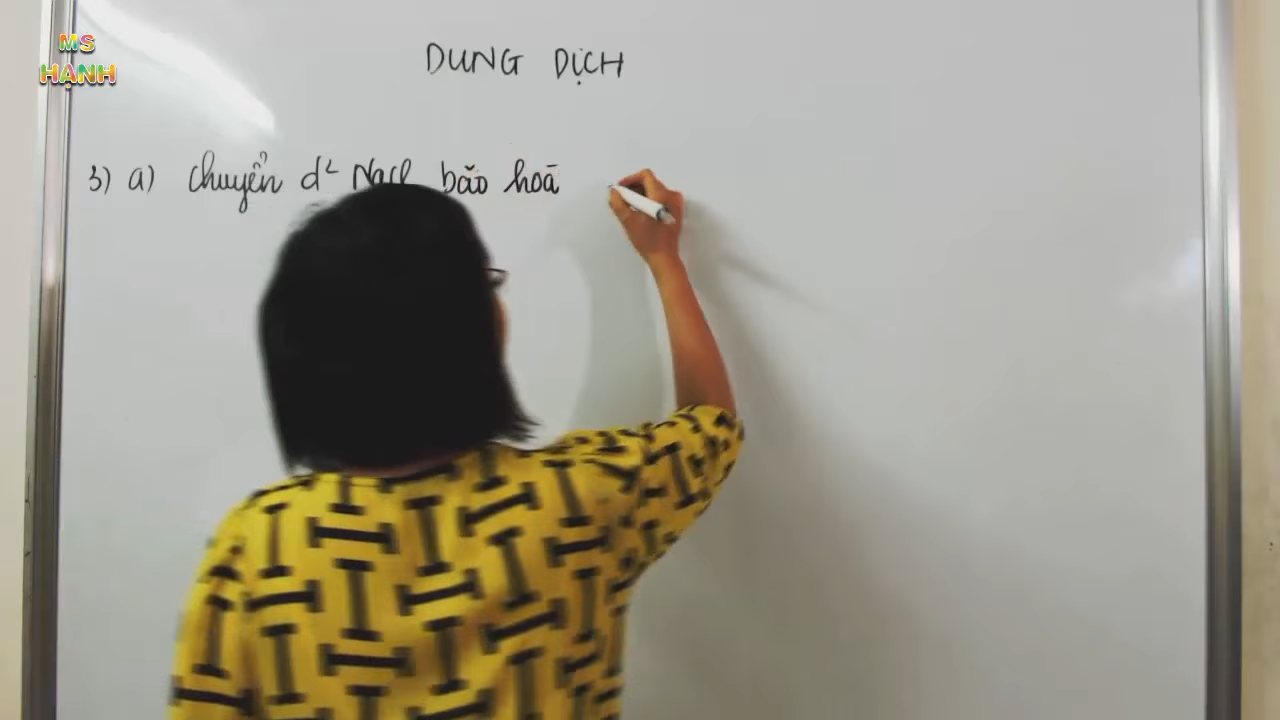 MS
HẠNH
DUNG DỊCH
3) a) chuyển d² NaCl bão hoà